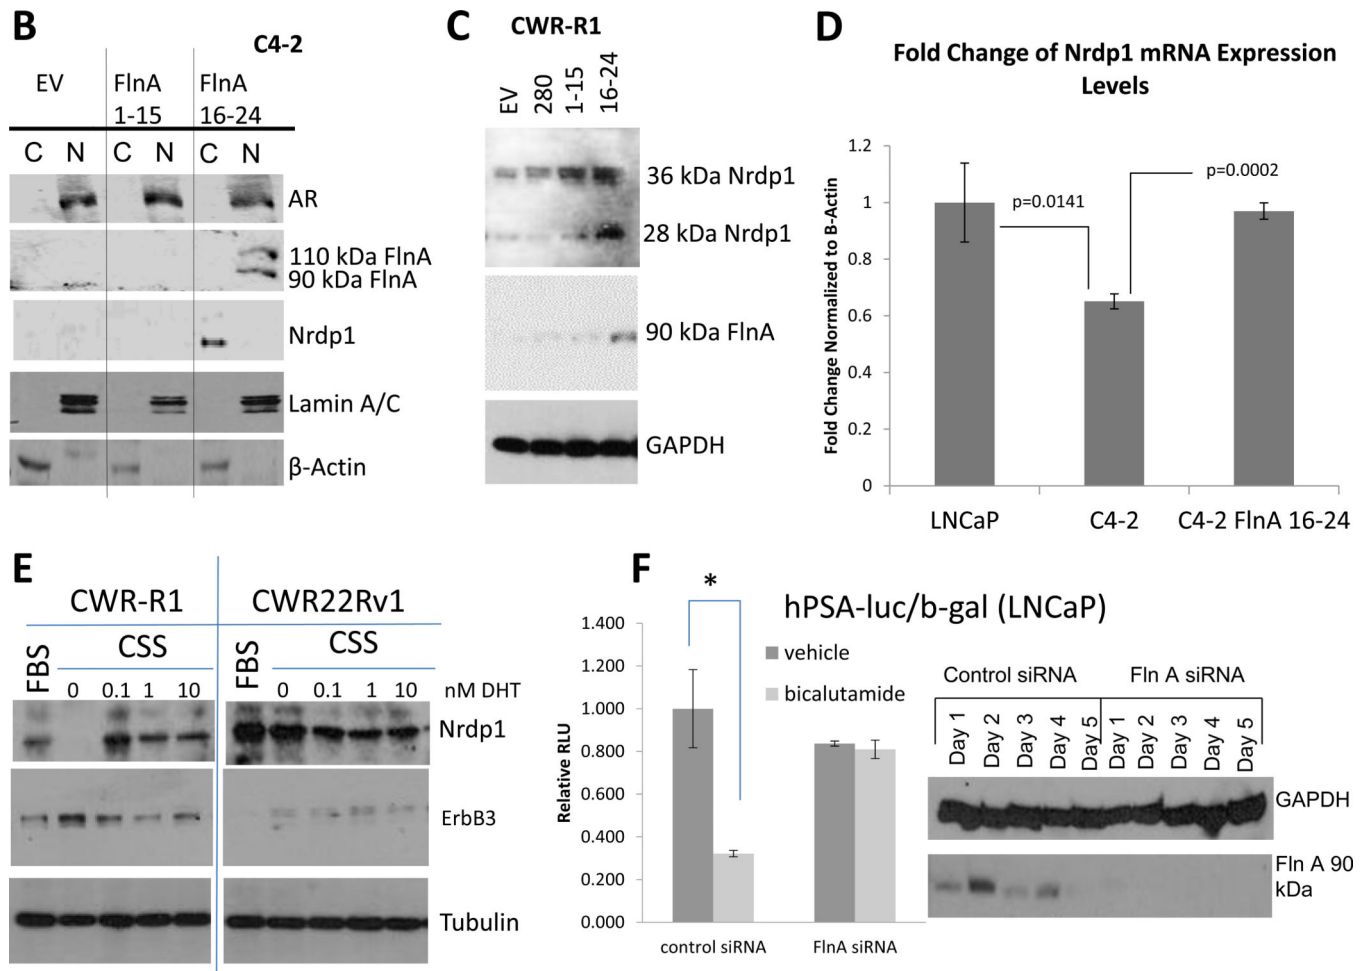 B
C4-2
EV
FlnA
1-15
FlnA
16-24
C N C N C N
AR
110 kDa FlnA
90 kDa FlnA
Nrdp1
Lamin A/C
β-Actin
C
CWR-R1
EV 280 1-15 16-24
36 kDa Nrdp1
28 kDa Nrdp1
90 kDa FlnA
GAPDH
D
Fold Change of Nrdp1 mRNA Expression
Levels
Fold Change Normalized to B-Actin
1.2
1
0.8
0.6
0.4
0.2
0
p=0.0141
p=0.0002
LNCaP C4-2 C4-2 FlnA 16-24
E
CWR-R1 CWR22Rv1
FBS CSS FBS CSS
0 0.1 1 10 0 0.1 1 10 nM DHT
Nrdp1
ErbB3
Tubulin
F
*
hPSA-luc/b-gal (LNCaP)
vehicle
bicalutamide
Relative RLU
1.400
1.200
1.000
0.800
0.600
0.400
0.200
0.000
control siRNA FlnA siRNA
Control siRNA Fln A siRNA
Day 1 Day 2 Day 3 Day 4 Day 5 Day 1 Day 2 Day 3 Day 4 Day 5
GAPDH
Fln A 90
kDa